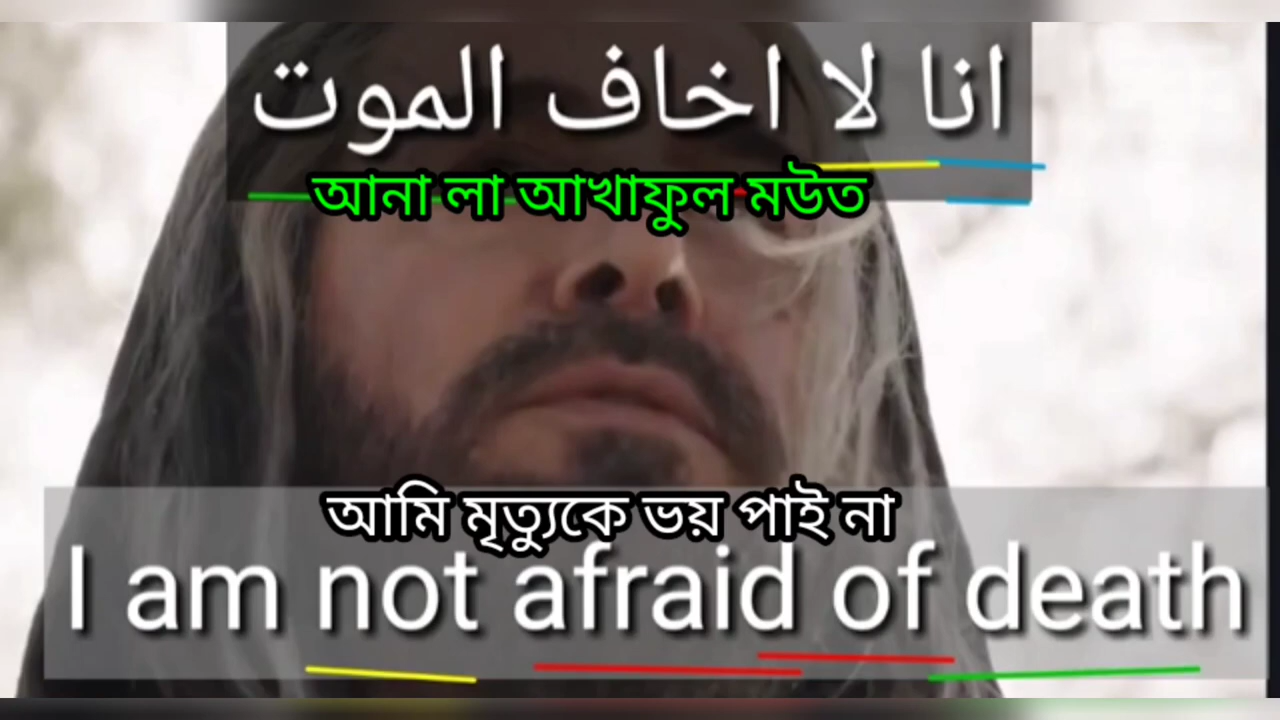 انا لا اخاف الموت
আনা লা আখাফুল মউত
আমি মৃত্যুকে ভয় পাই না
I am not afraid of death